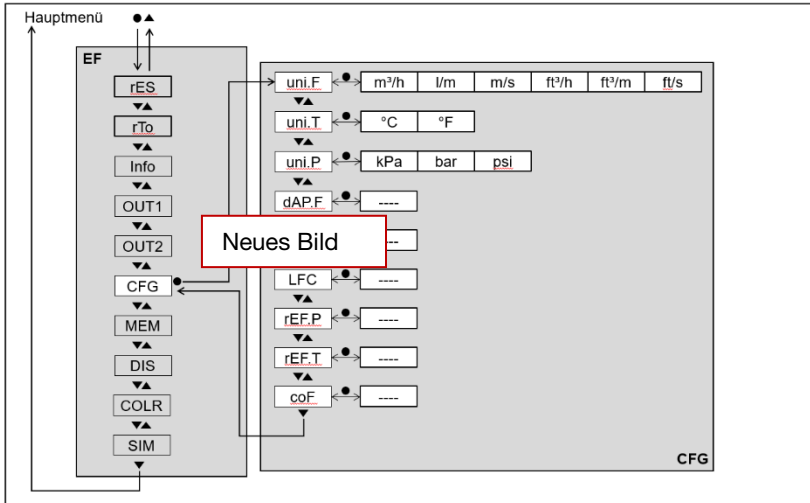 Hauptmenü
EF
rES
rTo
Info
OUT1
OUT2
CFG
MEM
DIS
COLR
SIM
uni.F m³/h l/m m/s ft³/h ft³/m ft/s
uni.T °C °F
uni.P kPa bar psi
dAP.F ----
Neues Bild
LFC ----
rEF.P ----
rEF.T ----
coF ----
CFG